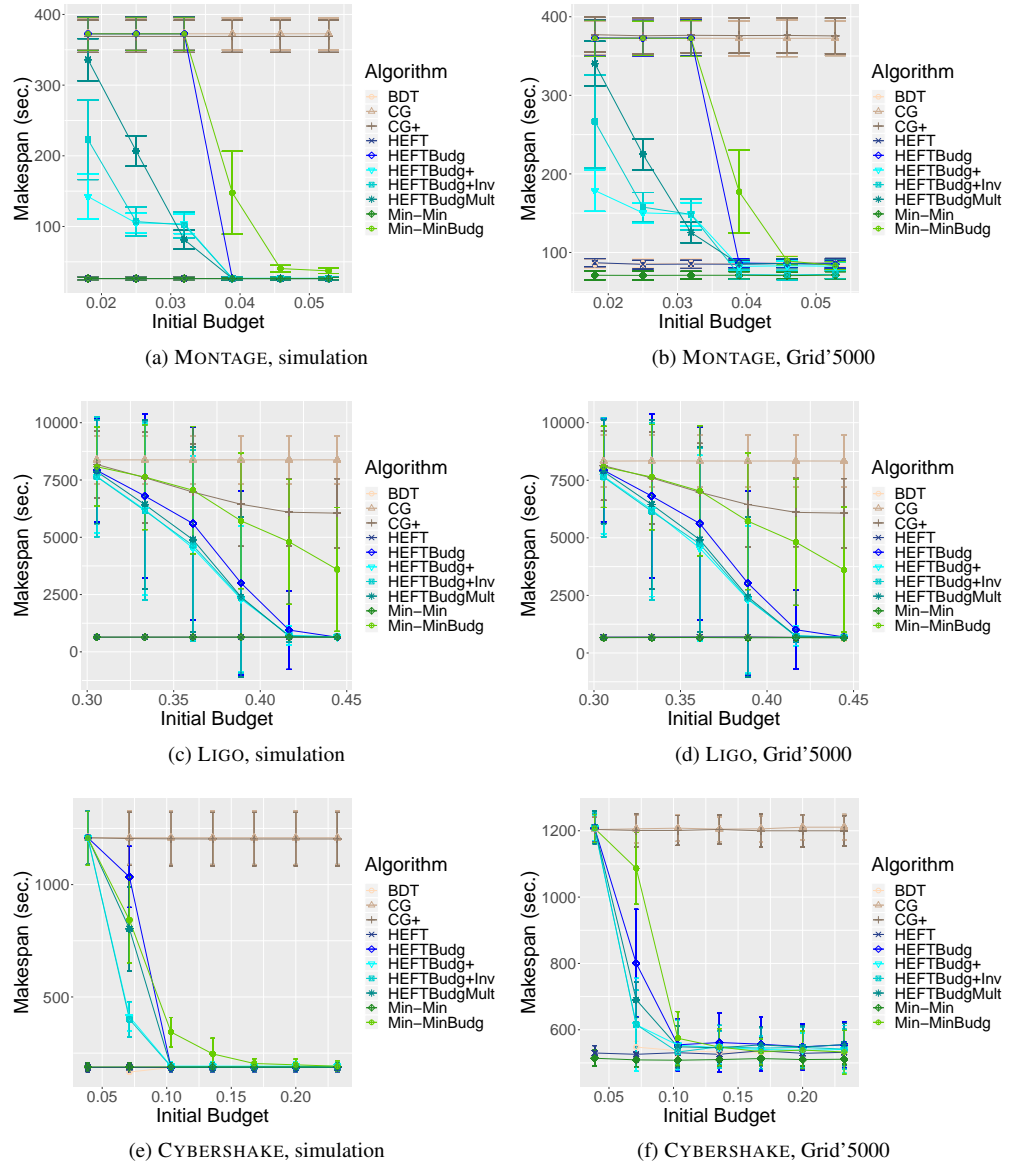 400
300
200
100
Makespan (sec.)
0.02 0.03 0.04 0.05
Initial Budget
Algorithm
BDT
CG
CG+
HEFT
HEFTBudg
HEFTBudg+
HEFTBudg+Inv
HEFTBudgMult
Min−Min
Min−MinBudg
(a) MONTAGE, simulation
400
300
200
100
Makespan (sec.)
0.02 0.03 0.04 0.05
Initial Budget
Algorithm
BDT
CG
CG+
HEFT
HEFTBudg
HEFTBudg+
HEFTBudg+Inv
HEFTBudgMult
Min−Min
Min−MinBudg
(b) MONTAGE, Grid'5000
10000
7500
5000
2500
0
Makespan (sec.)
0.30 0.35 0.40 0.45
Initial Budget
Algorithm
BDT
CG
CG+
HEFT
HEFTBudg
HEFTBudg+
HEFTBudg+Inv
HEFTBudgMult
Min−Min
Min−MinBudg
(c) LIGO, simulation
10000
7500
5000
2500
0
Makespan (sec.)
0.30 0.35 0.40 0.45
Initial Budget
Algorithm
BDT
CG
CG+
HEFT
HEFTBudg
HEFTBudg+
HEFTBudg+Inv
HEFTBudgMult
Min−Min
Min−MinBudg
(d) LIGO, Grid'5000
1000
500
Makespan (sec.)
0.05 0.10 0.15 0.20
Initial Budget
Algorithm
BDT
CG
CG+
HEFT
HEFTBudg
HEFTBudg+
HEFTBudg+Inv
HEFTBudgMult
Min−Min
Min−MinBudg
(e) CYBERSHAKE, simulation
1200
1000
800
600
Makespan (sec.)
0.05 0.10 0.15 0.20
Initial Budget
Algorithm
BDT
CG
CG+
HEFT
HEFTBudg
HEFTBudg+
HEFTBudg+Inv
HEFTBudgMult
Min−Min
Min−MinBudg
(f) CYBERSHAKE, Grid'5000